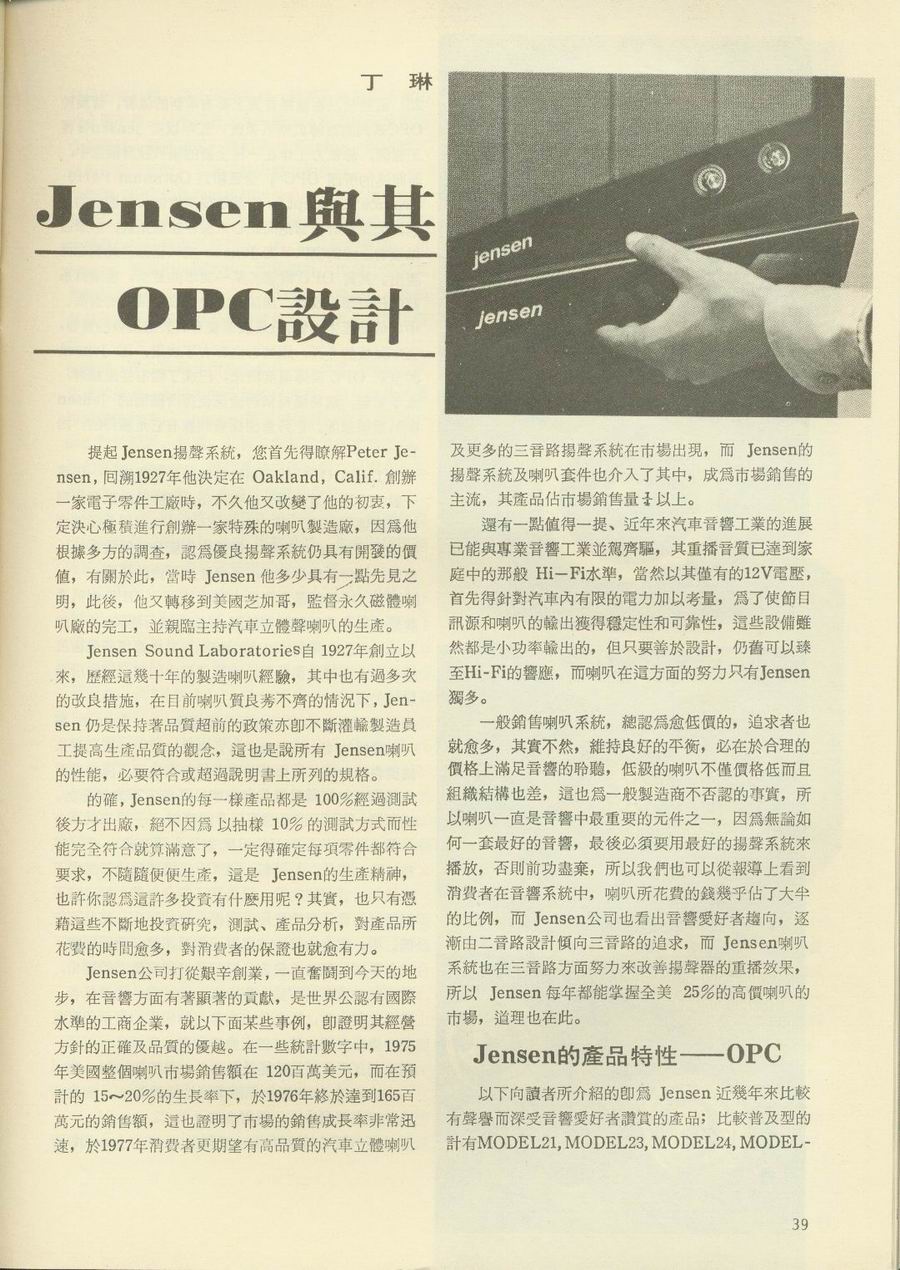 丁 琳
Jensen與其
OPC設計
jensen
jensen
提起Jensen揚聲系統，您首先得瞭解Peter Je-
nsen，回溯1927年他決定在 Oakland, Calif. 創辦
一家電子零件工廠時，不久他又改變了他的初衷，下
定決心極積進行創辦一家特殊的喇叭製造廠，因爲他
根據多方的調查，認爲優良揚聲系統仍具有開發的價
值，有關於此，當時 Jensen 他多少具有一點先見之
明，此後，他又轉移到美國芝加哥，監督永久磁體喇
叭廠的完工，並親臨主持汽車立體聲喇叭的生產。
Jensen Sound Laboratories自 1927年創立以
來，歷經這幾十年的製造喇叭經驗，其中也有過多次
的改良措施，在目前喇叭質良莠不齊的情況下，Jen-
sen 仍是保持著品質超前的政策亦卽不斷灌輸製造員
工提高生產品質的觀念，這也是說所有 Jensen喇叭
的性能，必要符合或超過說明書上所列的規格。
的確，Jensen的每一樣產品都是 100%經過測試
後方才出廠，絕不因爲 以抽樣 10% 的測試方式而性
能完全符合就算滿意了，一定得確定每項零件都符合
要求，不隨隨便便生產，這是 Jensen的生產精神，
也許你認爲這許多投資有什麼用呢？其實，也只有憑
藉這些不斷地投資研究，測試、產品分析，對產品所
花費的時間愈多，對消費者的保證也就愈有力。
Jensen公司打從艱辛創業，一直奮鬪到今天的地
步，在音響方面有著顯著的貢獻，是世界公認有國際
水準的工商企業，就以下面某些事例，卽證明其經營
方針的正確及品質的優越。在一些統計數字中，1975
年美國整個喇叭市場銷售額在 120百萬美元，而在預
計的 15～20%的生長率下，於1976年終於達到165百
萬元的銷售額，這也證明了市場的銷售成長率非常迅
速，於1977年消費者更期望有高品質的汽車立體喇叭
及更多的三音路揚聲系統在市場出現，而 Jensen的
揚聲系統及喇叭套件也介入了其中，成爲市場銷售的
主流，其產品佔市場銷售量以上。
還有一點値得一提、近年來汽車音響工業的進展
已能與專業音響工業並駕齊驅，其重播音質已達到家
庭中的那般 Hi－Fi水準，當然以其僅有的12V電壓，
首先得針對汽車內有限的電力加以考量，爲了使節目
訊源和喇叭的輸出獲得穩定性和可靠性，這些設備雖
然都是小功率輸出的，但只要善於設計，仍舊可以臻
至Hi-Fi的響應，而喇叭在這方面的努力只有Jensen
獨多。
一般銷售喇叭系統，總認爲愈低價的，追求者也
就愈多，其實不然，維持良好的平衡，必在於合理的
價格上滿足音響的聆聽，低級的喇叭不僅價格低而且
組織結構也差，這也爲一般製造商不否認的事實，所
以喇叭一直是音響中最重要的元件之一，因爲無論如
何一套最好的音響，最後必須要用最好的揚聲系統來
播放，否則前功盡棄，所以我們也可以從報導上看到
消費者在音響系統中，喇叭所花費的錢幾乎佔了大半
的比例，而 Jensen公司也看出音響愛好者趨向，逐
漸由二音路設計傾向三音路的追求，而 Jensen喇叭
系統也在三音路方面努力來改善揚聲器的重播效果，
所以 Jensen 每年都能掌握全美 25%的高價喇叭的
市場，道理也在此。
Jensen的產品特性——OPC
以下向讀者所介紹的卽爲 Jensen 近幾年來比較
有聲譽而深受音響愛好者讚賞的產品；比較普及型的
計有MODEL21, MODEL23, MODEL24, MODEL-
39